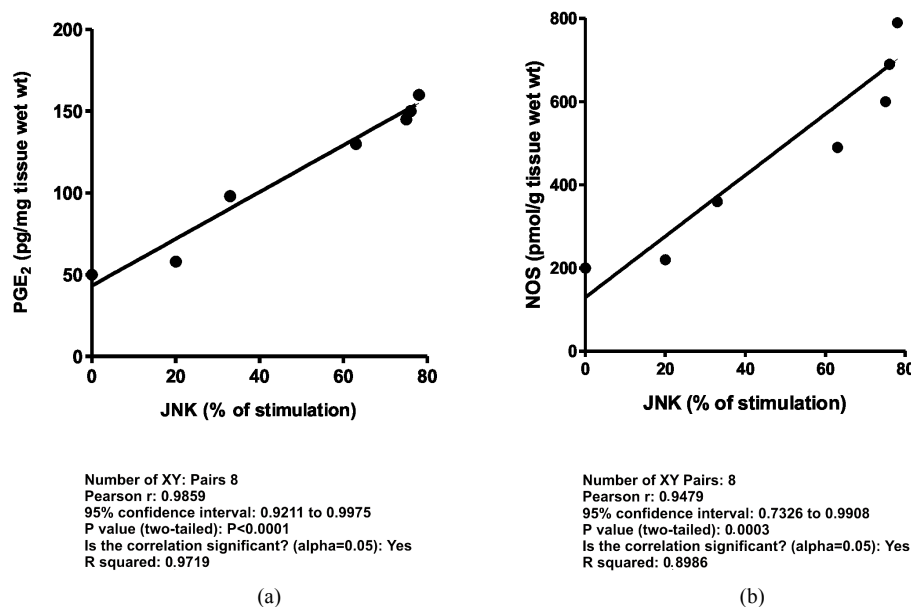 200
150
100
50
0
PGE₂ (pg/mg tissue wet wt)
0 20 40 60 80
JNK (% of stimulation)
Number of XY: Pairs 8
Pearson r: 0.9859
95% confidence interval: 0.9211 to 0.9975
P value (two-tailed): P<0.0001
Is the correlation significant? (alpha=0.05): Yes
R squared: 0.9719
(a)
800
600
400
200
0
NOS (pmol/g tissue wet wt)
0 20 40 60 80
JNK (% of stimulation)
Number of XY Pairs: 8
Pearson r: 0.9479
95% confidence interval: 0.7326 to 0.9908
P value (two-tailed): 0.0003
Is the correlation significant? (alpha=0.05): Yes
R squared: 0.8986
(b)